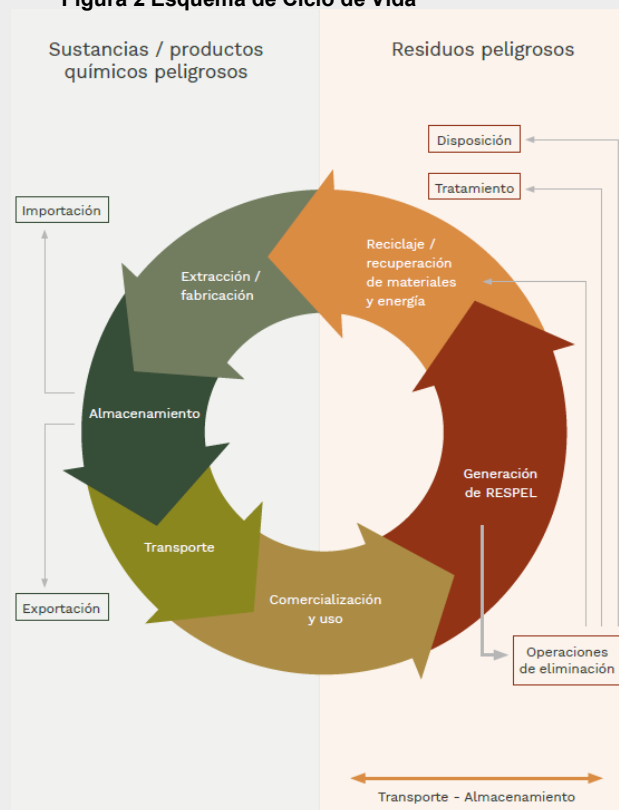 Figura 2 Esquema de Ciclo de Vida
Sustancias / productos
químicos peligrosos
Residuos peligrosos
Disposición
Tratamiento
Importación
Reciclaje /
recuperación
de materiales
y energía
Extracción /
fabricación
Almacenamiento
Generación
de RESPEL
Transporte
Comercialización
y uso
Exportación
Operaciones
de eliminación
Transporte - Almacenamiento